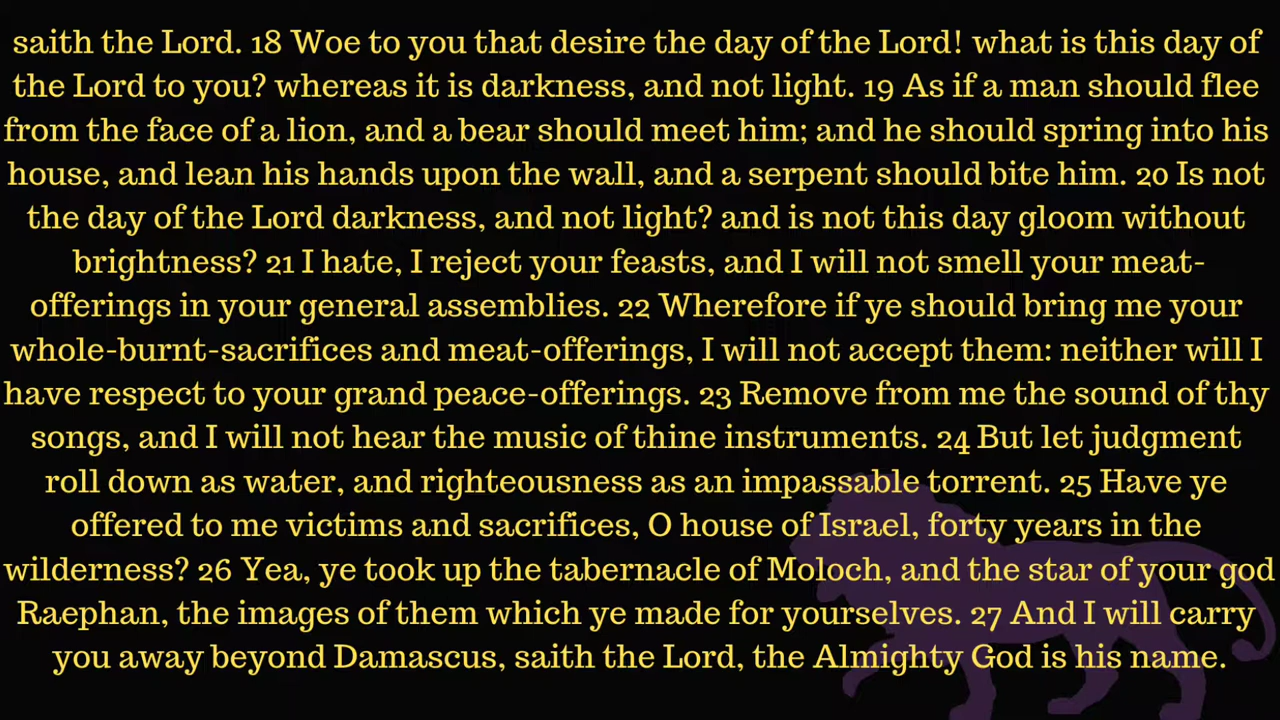 saith the Lord. 18 Woe to you that desire the day of the Lord! what is this day of
the Lord to you? whereas it is darkness, and not light. 19 As if a man should flee
from the face of a lion, and a bear should meet him; and he should spring into his
house, and lean his hands upon the wall, and a serpent should bite him. 20 Is not
the day of the Lord darkness, and not light? and is not this day gloom without
brightness? 21 I hate, I reject your feasts, and I will not smell your meat-
offerings in your general assemblies. 22 Wherefore if ye should bring me your
whole-burnt-sacrifices and meat-offerings, I will not accept them: neither will I
have respect to your grand peace-offerings. 23 Remove from me the sound of thy
songs, and I will not hear the music of thine instruments. 24 But let judgment
roll down as water, and righteousness as an impassable torrent. 25 Have ye
offered to me victims and sacrifices, O house of Israel, forty years in the
wilderness? 26 Yea, ye took up the tabernacle of Moloch, and the star of your god
Raephan, the images of them which ye made for yourselves. 27 And I will carry
you away beyond Damascus, saith the Lord, the Almighty God is his name.